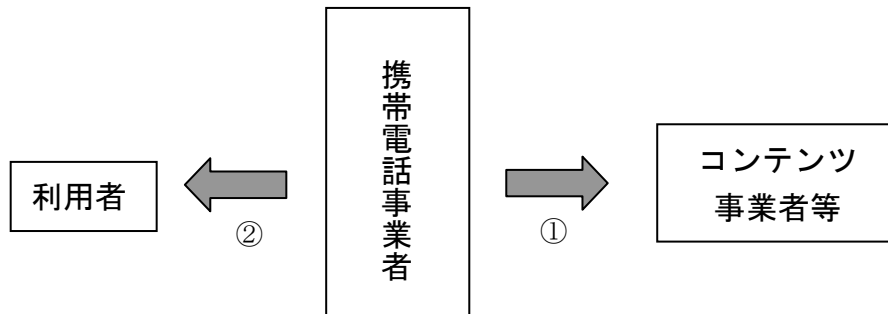 携帯電話事業者
コンテンツ
事業者等
利用者
②
①